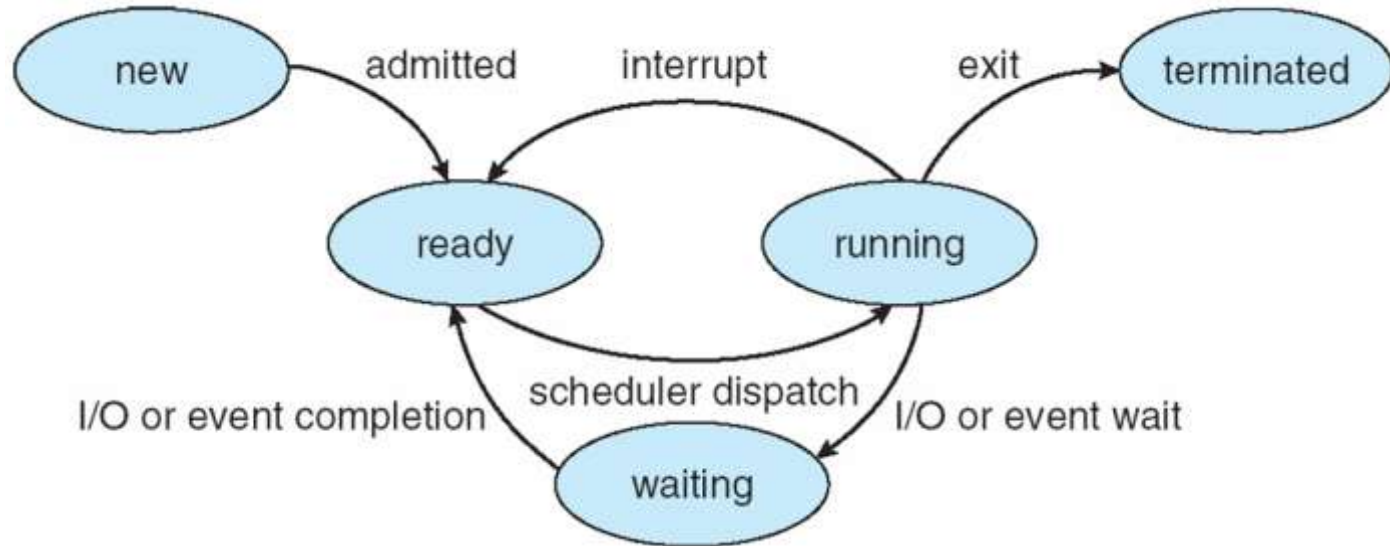 new
admitted
interrupt
exit
terminated
ready
running
scheduler dispatch
I/O or event completion
I/O or event wait
waiting